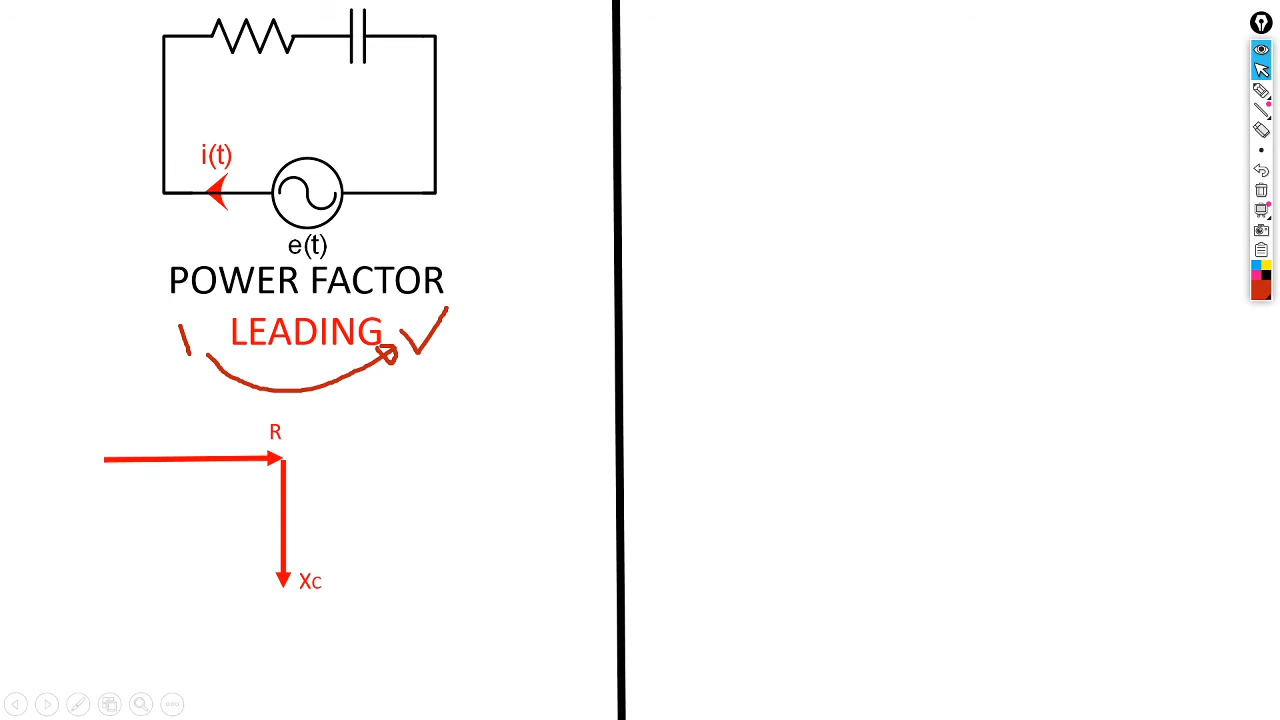 i(t)
e(t)
POWER FACTOR
LEADING
I
V
R
Xc